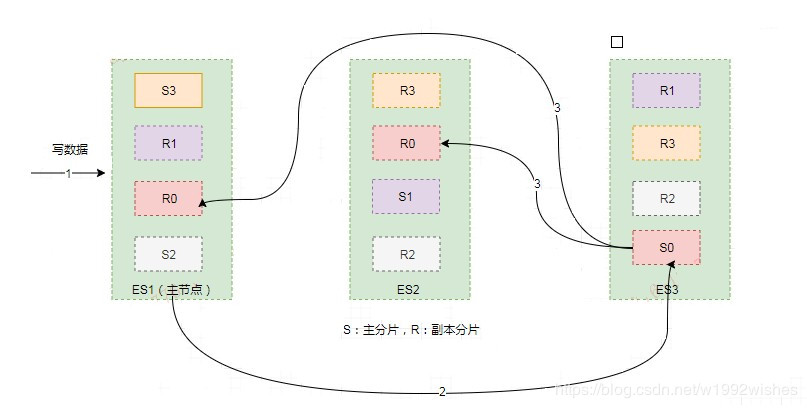 写数据
1
S3
R1
R0
S2
ES1（主节点）
R3
R0
S1
R2
ES2
R1
R3
R2
S0
ES3
3
3
2
S：主分片，R：副本分片
https://blog.csdn.net/w1992wishes